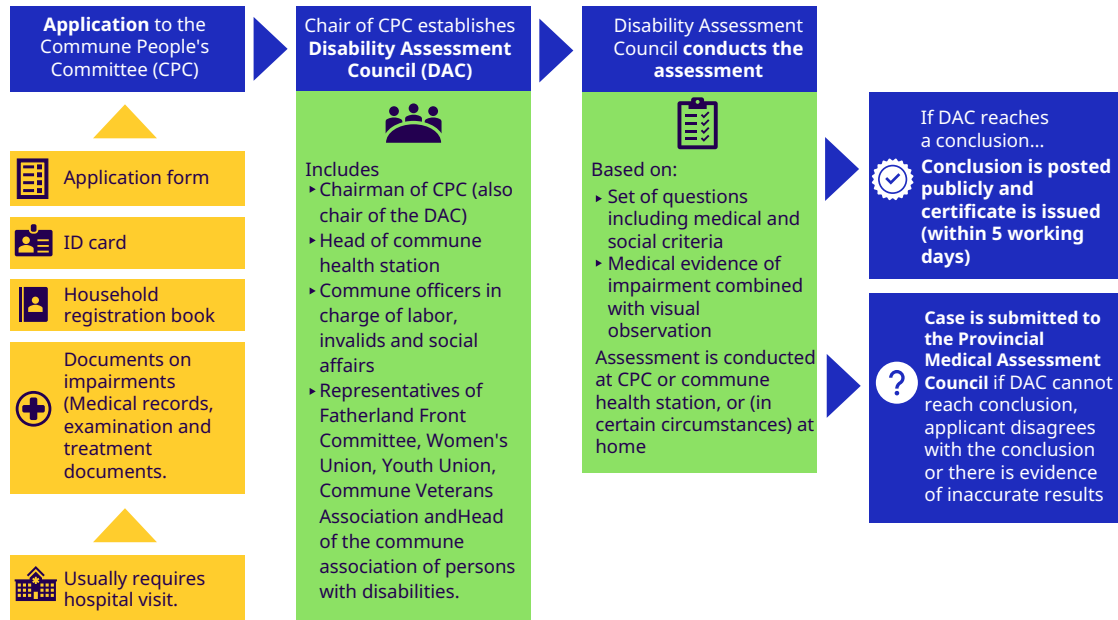 Application to the
Commune People's
Committee (CPC)
Application form
ID card
Household
registration book
Documents on
impairments
(Medical records,
examination and
treatment
documents.
Usually requires
hospital visit.
Chair of CPC establishes
Disability Assessment
Council (DAC)
Includes
‣Chairman of CPC (also
chair of the DAC)
‣Head of commune
health station
‣Commune officers in
charge of labor,
invalids and social
affairs
‣Representatives of
Fatherland Front
Committee, Women's
Union, Youth Union,
Commune Veterans
Association andHead
of the commune
association of persons
with disabilities.
Disability Assessment
Council conducts the
assessment
Based on:
‣ Set of questions
including medical and
social criteria
‣ Medical evidence of
impairment combined
with visual
observation
Assessment is conducted
at CPC or commune
health station, or (in
certain circumstances) at
home
If DAC reaches
a conclusion...
Conclusion is posted
publicly and
certificate is issued
(within 5 working
days)
?
Case is submitted to
the Provincial
Medical Assessment
Council if DAC cannot
reach conclusion,
applicant disagrees
with the conclusion
or there is evidence
of inaccurate results